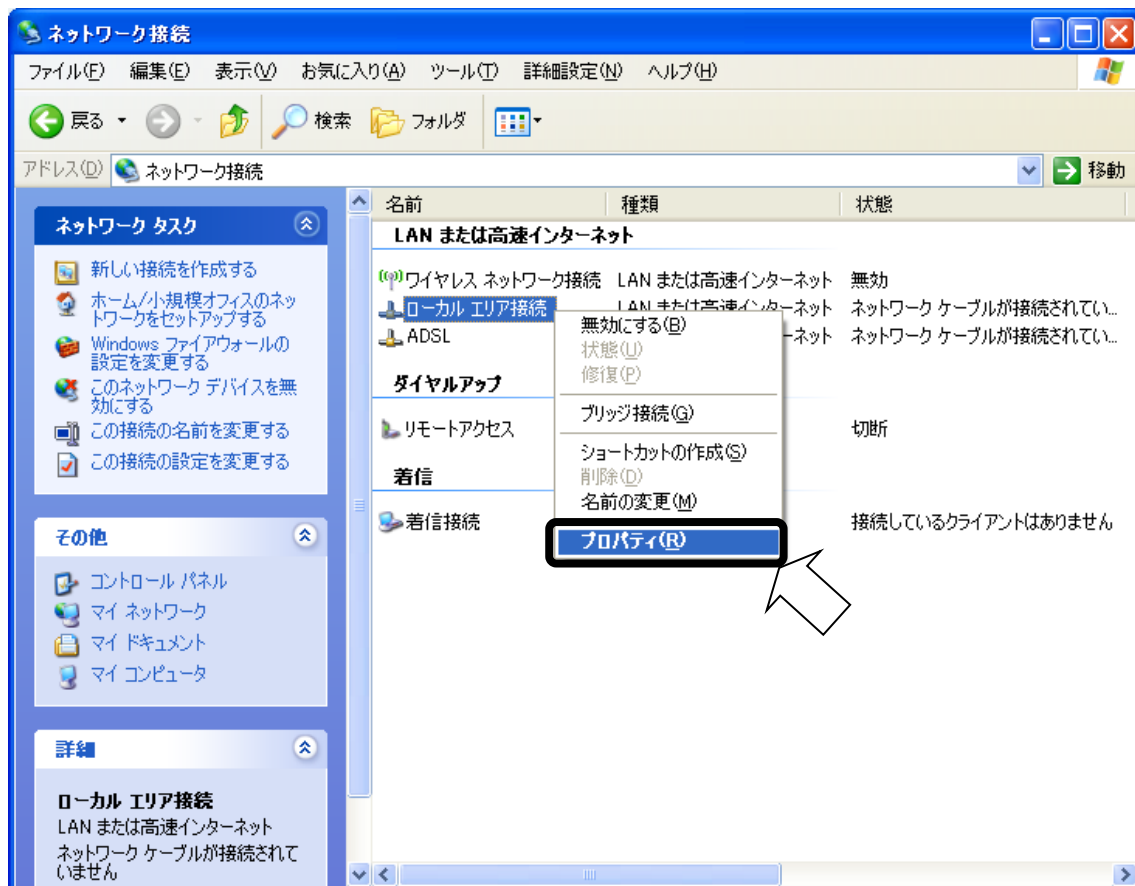 ネットワーク接続
ファイル(F) 編集(E) 表示(V) お気に入り(A) ツール(T) 詳細設定(N) ヘルプ(H)
戻る 検索 フォルダ
アドレス(D) ネットワーク接続 移動
ネットワーク タスク
新しい接続を作成する
ホーム/小規模オフィスのネッ
トワークをセットアップする
Windows ファイアウォールの
設定を変更する
このネットワーク デバイスを無
効にする
この接続の名前を変更する
この接続の設定を変更する
その他
コントロール パネル
マイ ネットワーク
マイ ドキュメント
マイ コンピュータ
詳細
ローカル エリア接続
LAN または高速インターネット
ネットワーク ケーブルが接続されて
いません
名前 種類 状態
LAN または高速インターネット
ワイヤレス ネットワーク接続 LAN または高速インターネット 無効
ローカル エリア接続 LAN または高速インターネット ネットワーク ケーブルが接続されてい...
ADSL ーネット ネットワーク ケーブルが接続されてい...
ダイヤルアップ
リモートアクセス 切断
着信
着信接続 接続しているクライアントはありません
無効にする(B)
状態(U)
修復(P)
ブリッジ接続(G)
ショートカットの作成(S)
削除(D)
名前の変更(M)
プロパティ(R)